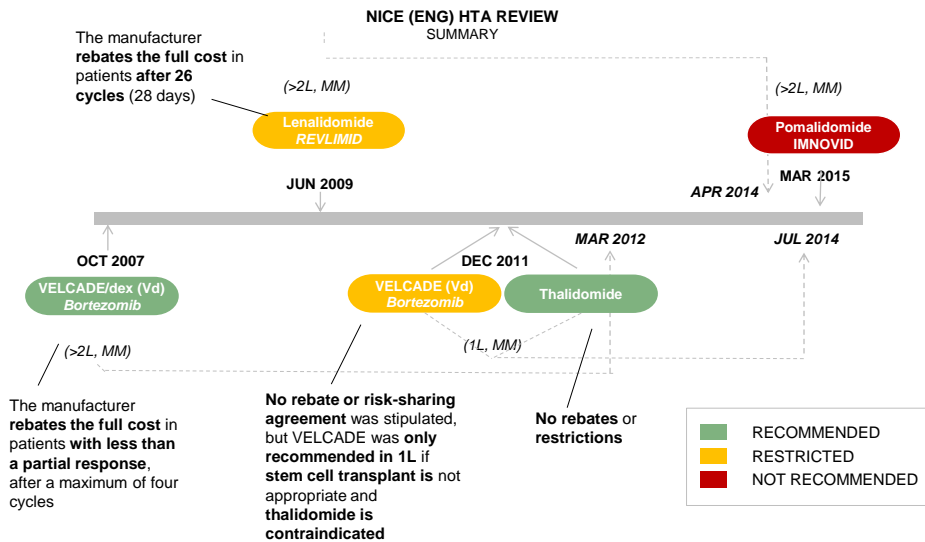 NICE (ENG) HTA REVIEW
SUMMARY
The manufacturer
rebates the full cost in
patients after 26
cycles (28 days)
(>2L, MM)
(>2L, MM)
Lenalidomide
REVLIMID
Pomalidomide
IMNOVID
JUN 2009
APR 2014
MAR 2015
OCT 2007
DEC 2011
MAR 2012
JUL 2014
VELCADE/dex (Vd)
Bortezomib
VELCADE (Vd)
Bortezomib
Thalidomide
(>2L, MM)
(1L, MM)
The manufacturer
rebates the full cost in
patients with less than
a partial response,
after a maximum of four
cycles
No rebate or risk-sharing
agreement was stipulated,
but VELCADE was only
recommended in 1L if
stem cell transplant is not
appropriate and
thalidomide is
contraindicated
No rebates or
restrictions
RECOMMENDED
RESTRICTED
NOT RECOMMENDED